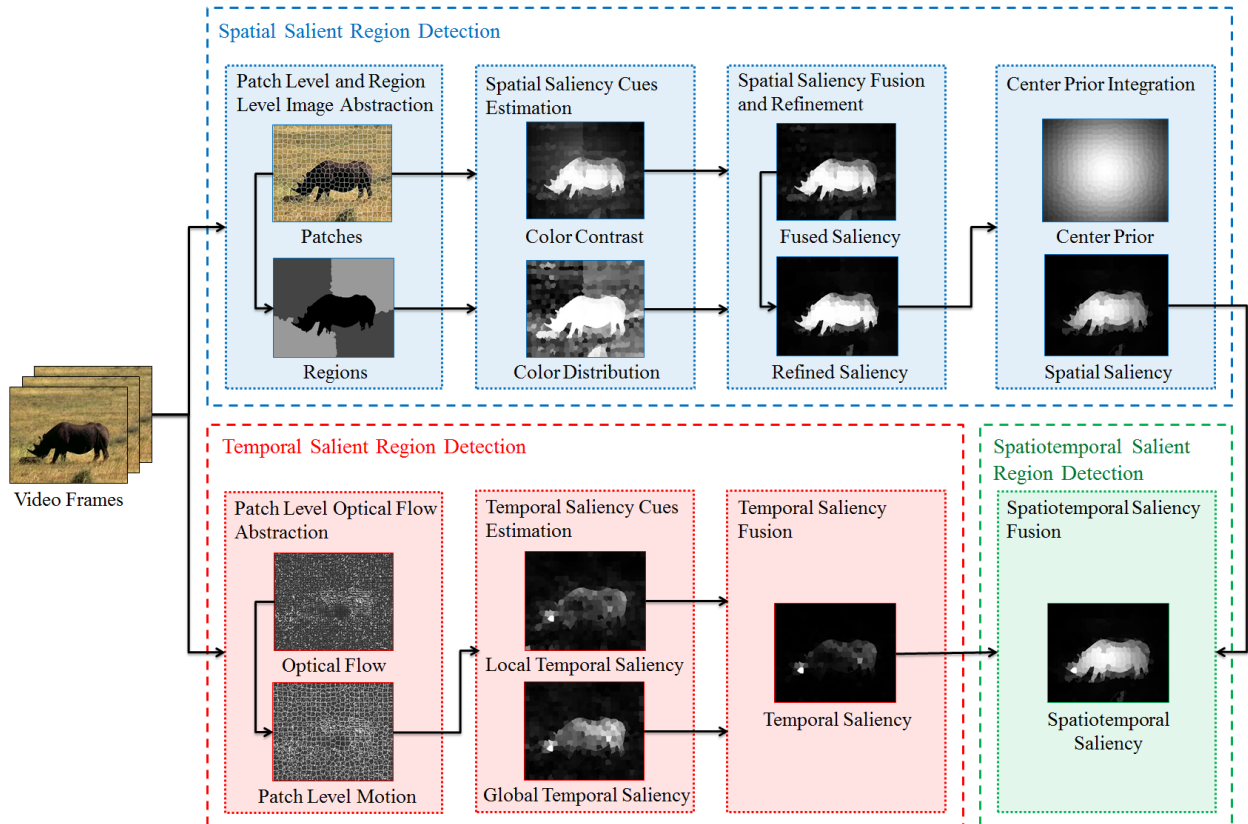 Spatial Salient Region Detection
Patch Level and Region
Level Image Abstraction
Patches
Regions
Spatial Saliency Cues
Estimation
Color Contrast
Color Distribution
Spatial Saliency Fusion
and Refinement
Fused Saliency
Refined Saliency
Center Prior Integration
Center Prior
Spatial Saliency
Video Frames
Temporal Salient Region Detection
Patch Level Optical Flow
Abstraction
Optical Flow
Patch Level Motion
Temporal Saliency Cues
Estimation
Local Temporal Saliency
Global Temporal Saliency
Temporal Saliency
Fusion
Temporal Saliency
Spatiotemporal Salient
Region Detection
Spatiotemporal Saliency
Fusion
Spatiotemporal
Saliency